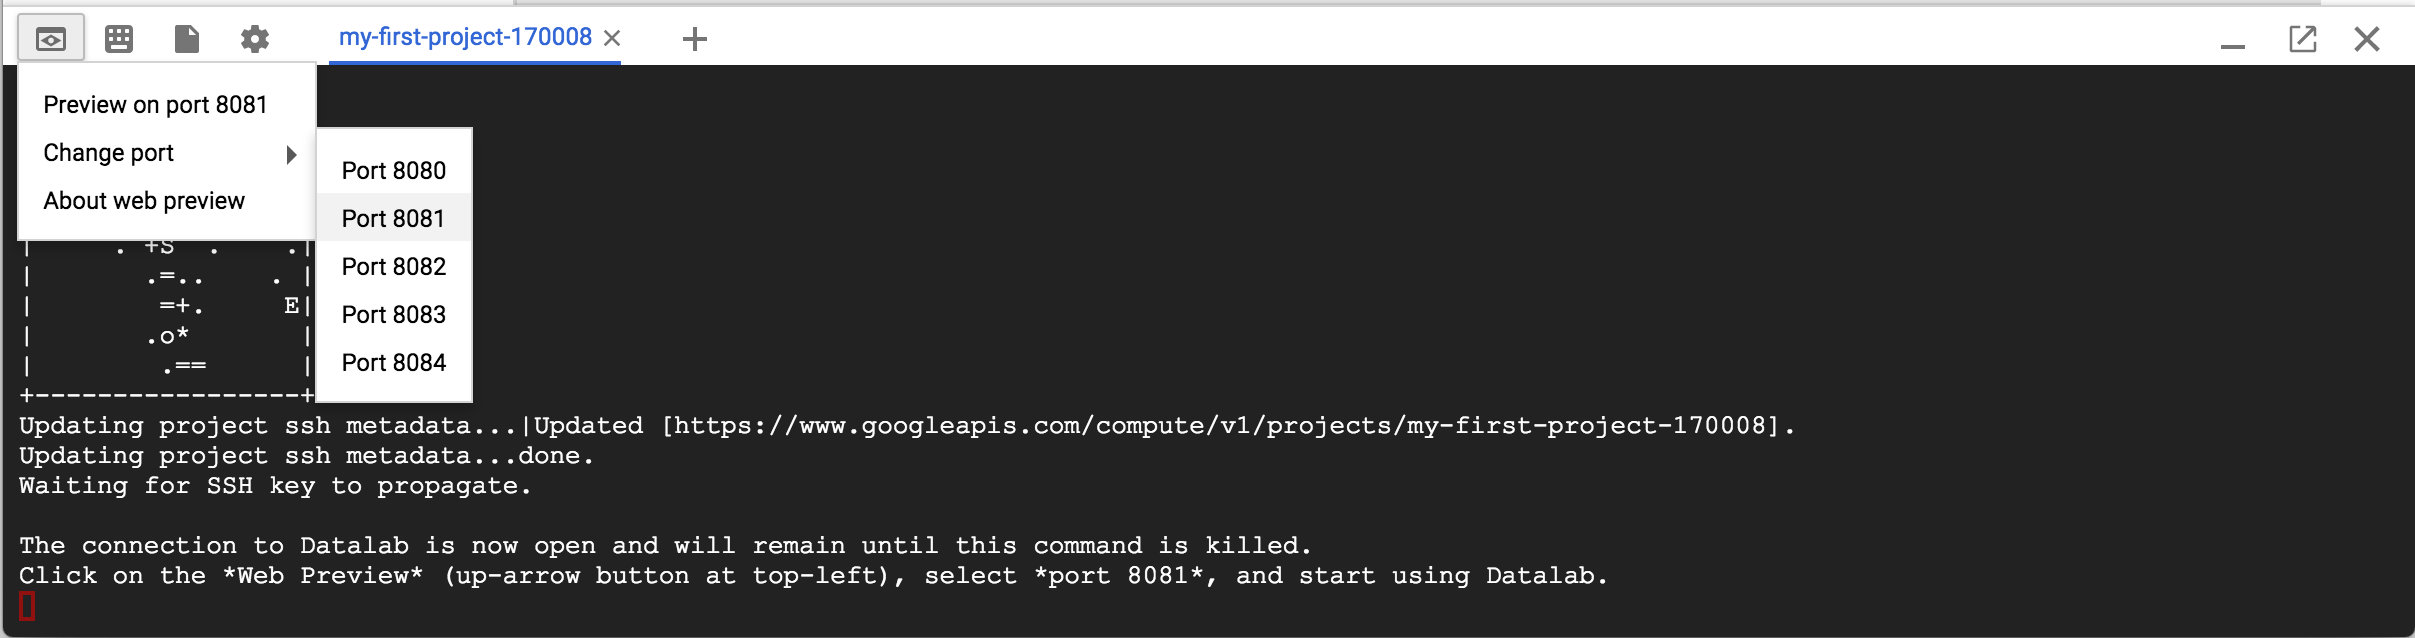 my-first-project-170008
Preview on port 8081
Change port
About web preview
Port 8080
Port 8081
Port 8082
Port 8083
Port 8084
|      . +S  .    .|
|       .=..    . |
|        =+.     E|
|       .o*       |
|        .==      |
+-----------------+
Updating project ssh metadata...|Updated [https://www.googleapis.com/compute/v1/projects/my-first-project-170008].
Updating project ssh metadata...done.
Waiting for SSH key to propagate.
The connection to Datalab is now open and will remain until this command is killed.
Click on the *Web Preview* (up-arrow button at top-left), select *port 8081*, and start using Datalab.